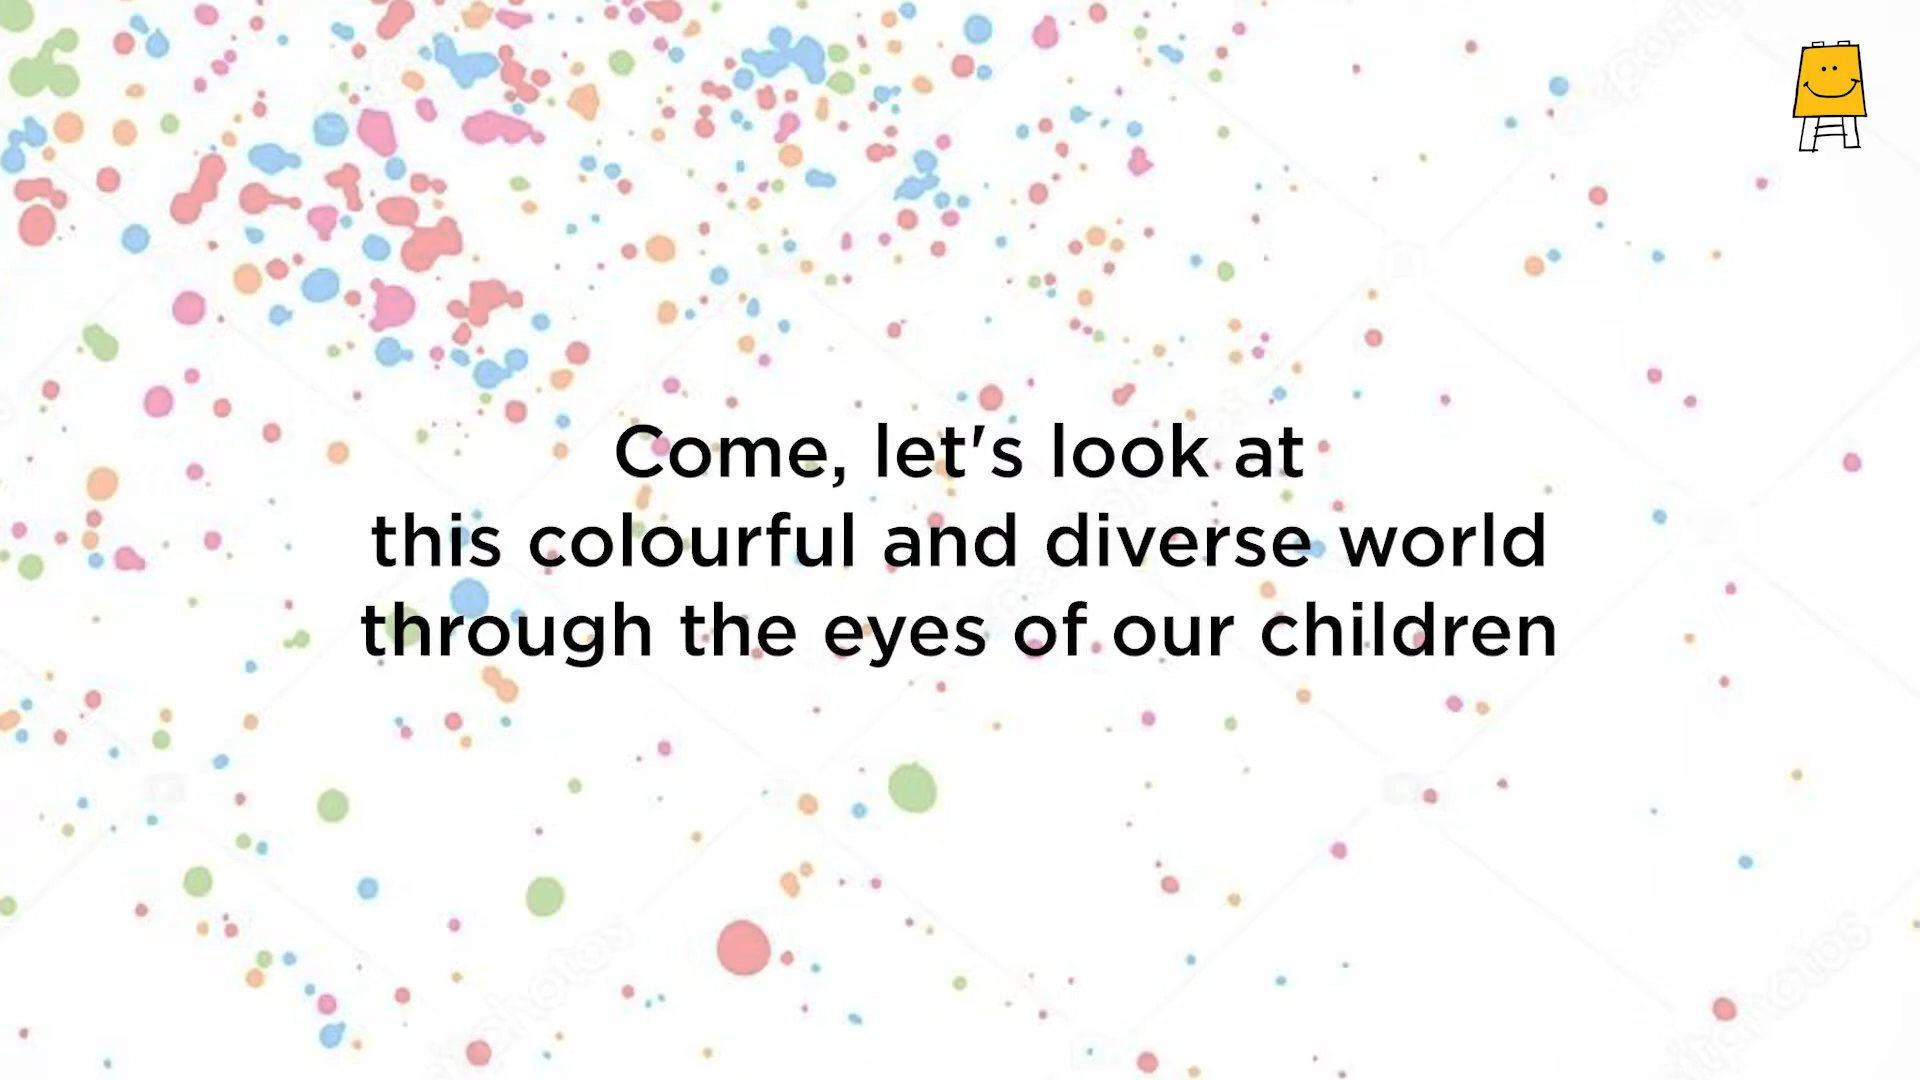 Come, let's look at
this colourful and diverse world
through the eyes of our children